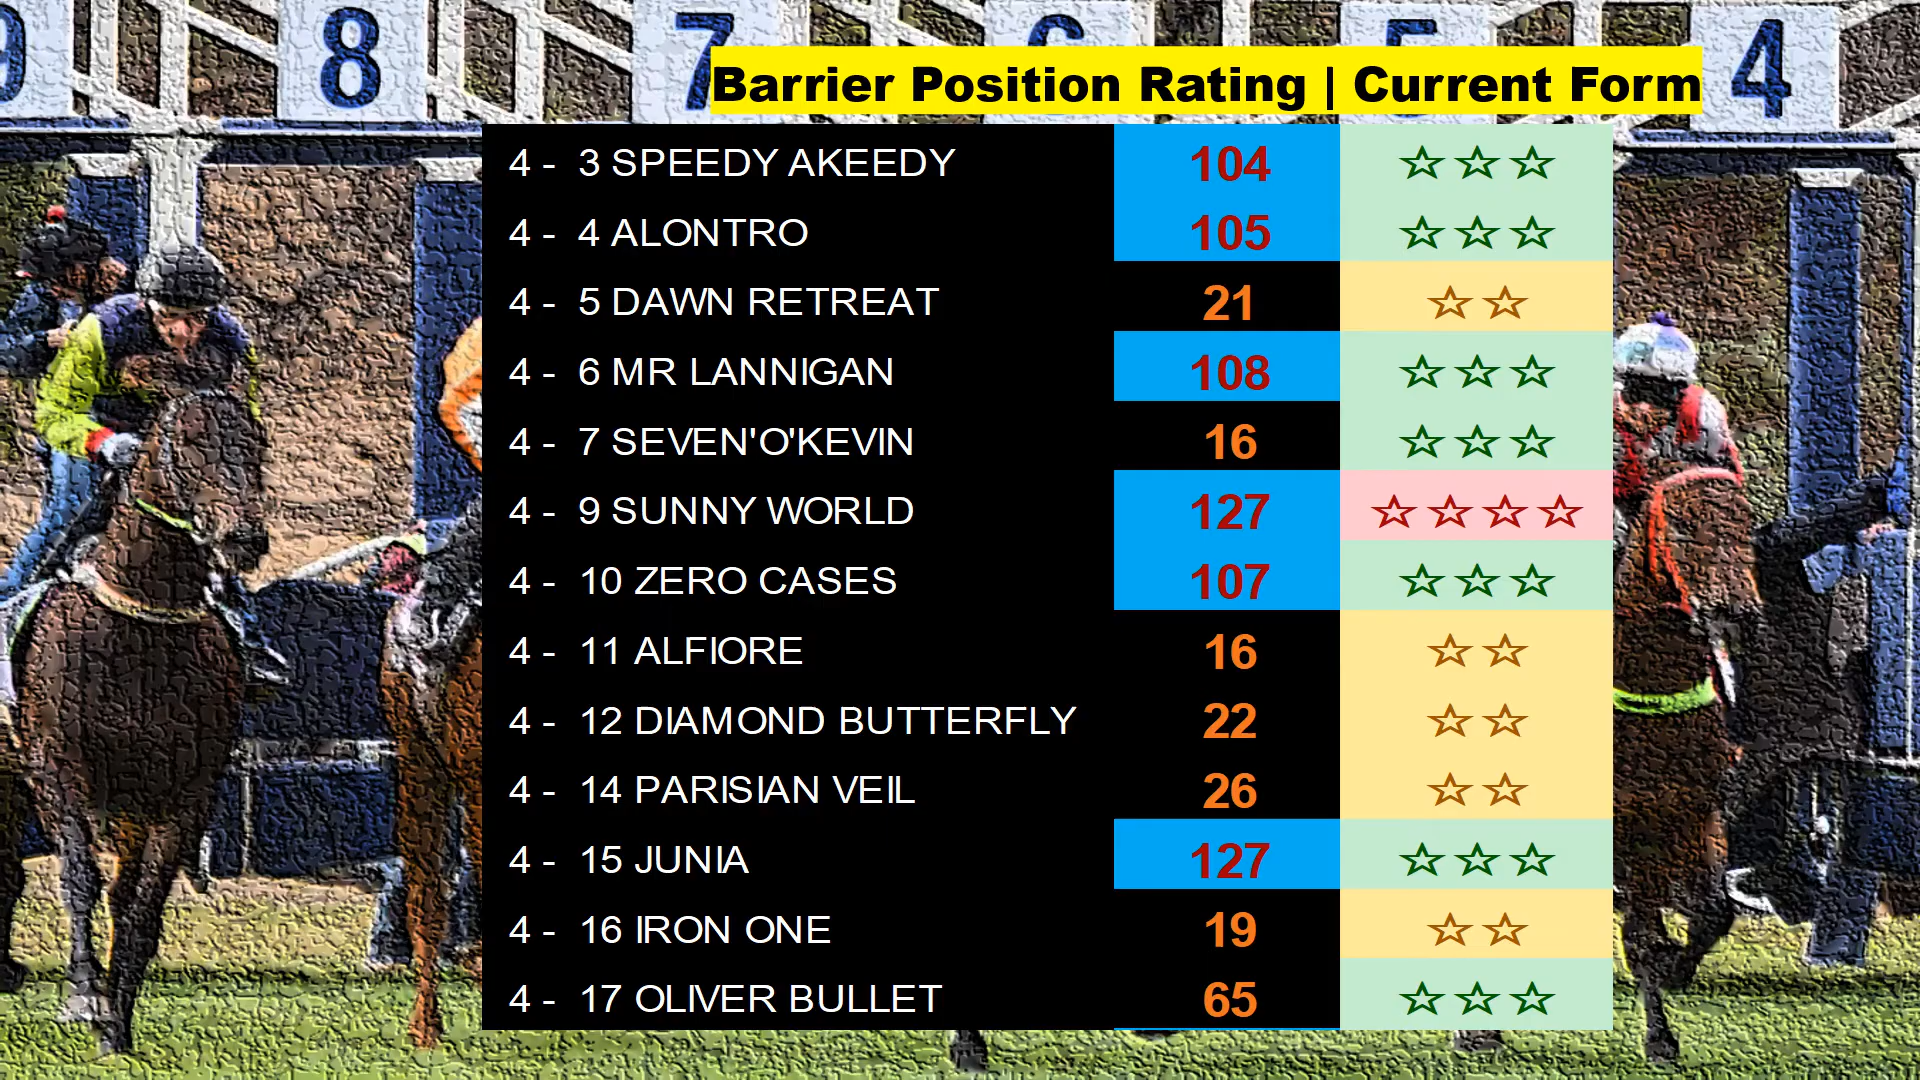 9 8 7 6 5 4
Barrier Position Rating | Current Form
4 - 3 SPEEDY AKEEDY 104 ☆☆☆
4 - 4 ALONTRO 105 ☆☆☆
4 - 5 DAWN RETREAT 21 ☆☆
4 - 6 MR LANNIGAN 108 ☆☆☆
4 - 7 SEVEN'O'KEVIN 16 ☆☆☆
4 - 9 SUNNY WORLD 127 ☆☆☆☆
4 - 10 ZERO CASES 107 ☆☆☆
4 - 11 ALFIORE 16 ☆☆
4 - 12 DIAMOND BUTTERFLY 22 ☆☆
4 - 14 PARISIAN VEIL 26 ☆☆
4 - 15 JUNIA 127 ☆☆☆
4 - 16 IRON ONE 19 ☆☆
4 - 17 OLIVER BULLET 65 ☆☆☆